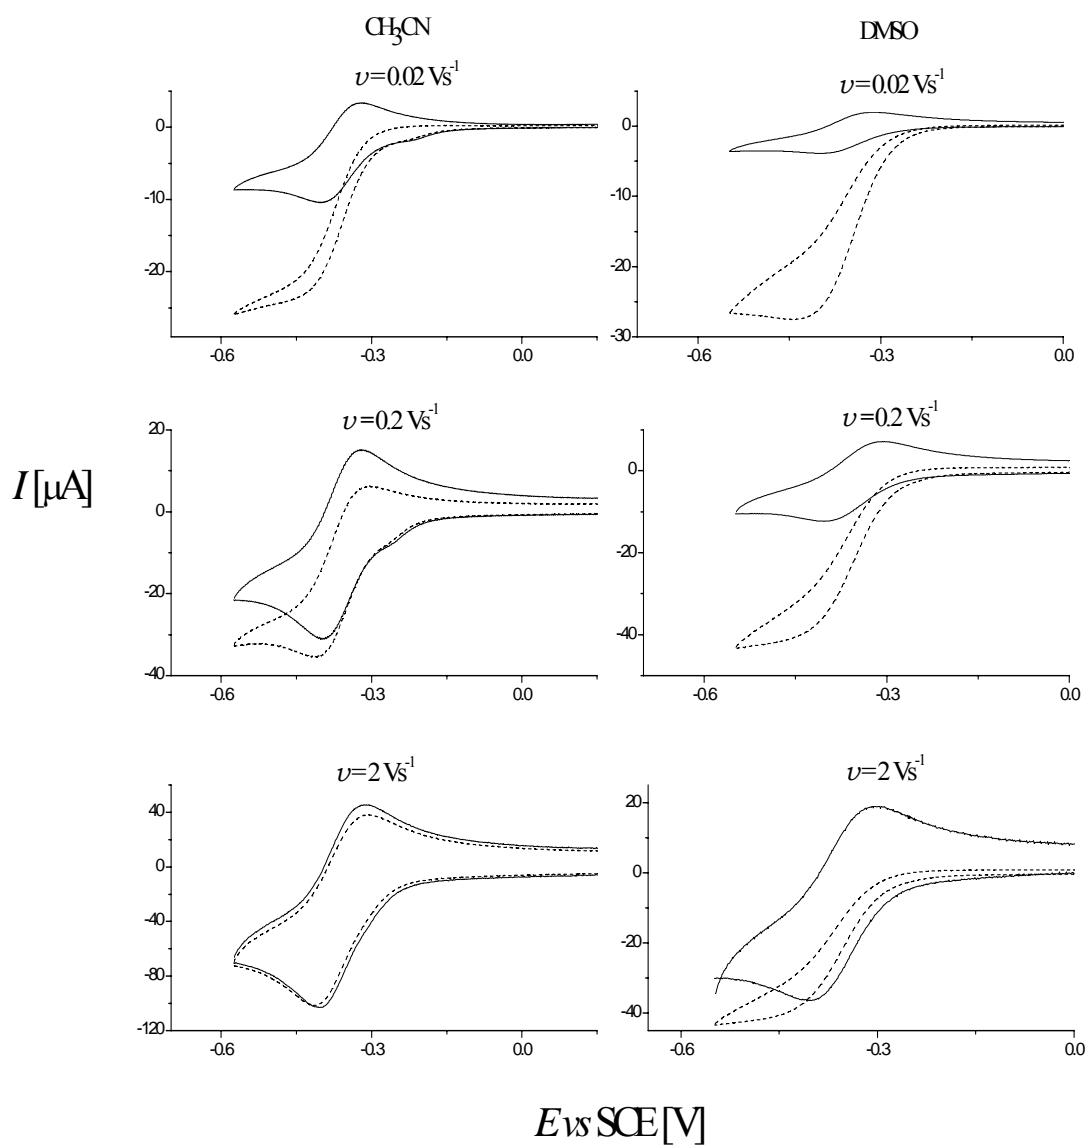 CH₃CN DMSO
υ=0.02 Vs⁻¹ υ=0.02 Vs⁻¹
0 0
-10 -10
-20 -20
-30
-0.6 -0.3 0.0 -0.6 -0.3 0.0
υ=0.2 Vs⁻¹ υ=0.2 Vs⁻¹
20
0 0
I [μA]
-20 -20
-40 -40
-0.6 -0.3 0.0 -0.6 -0.3 0.0
υ=2 Vs⁻¹ υ=2 Vs⁻¹
40 20
0 0
-40 -20
-80 -40
-120
-0.6 -0.3 0.0 -0.6 -0.3 0.0
E vs SCE [V]